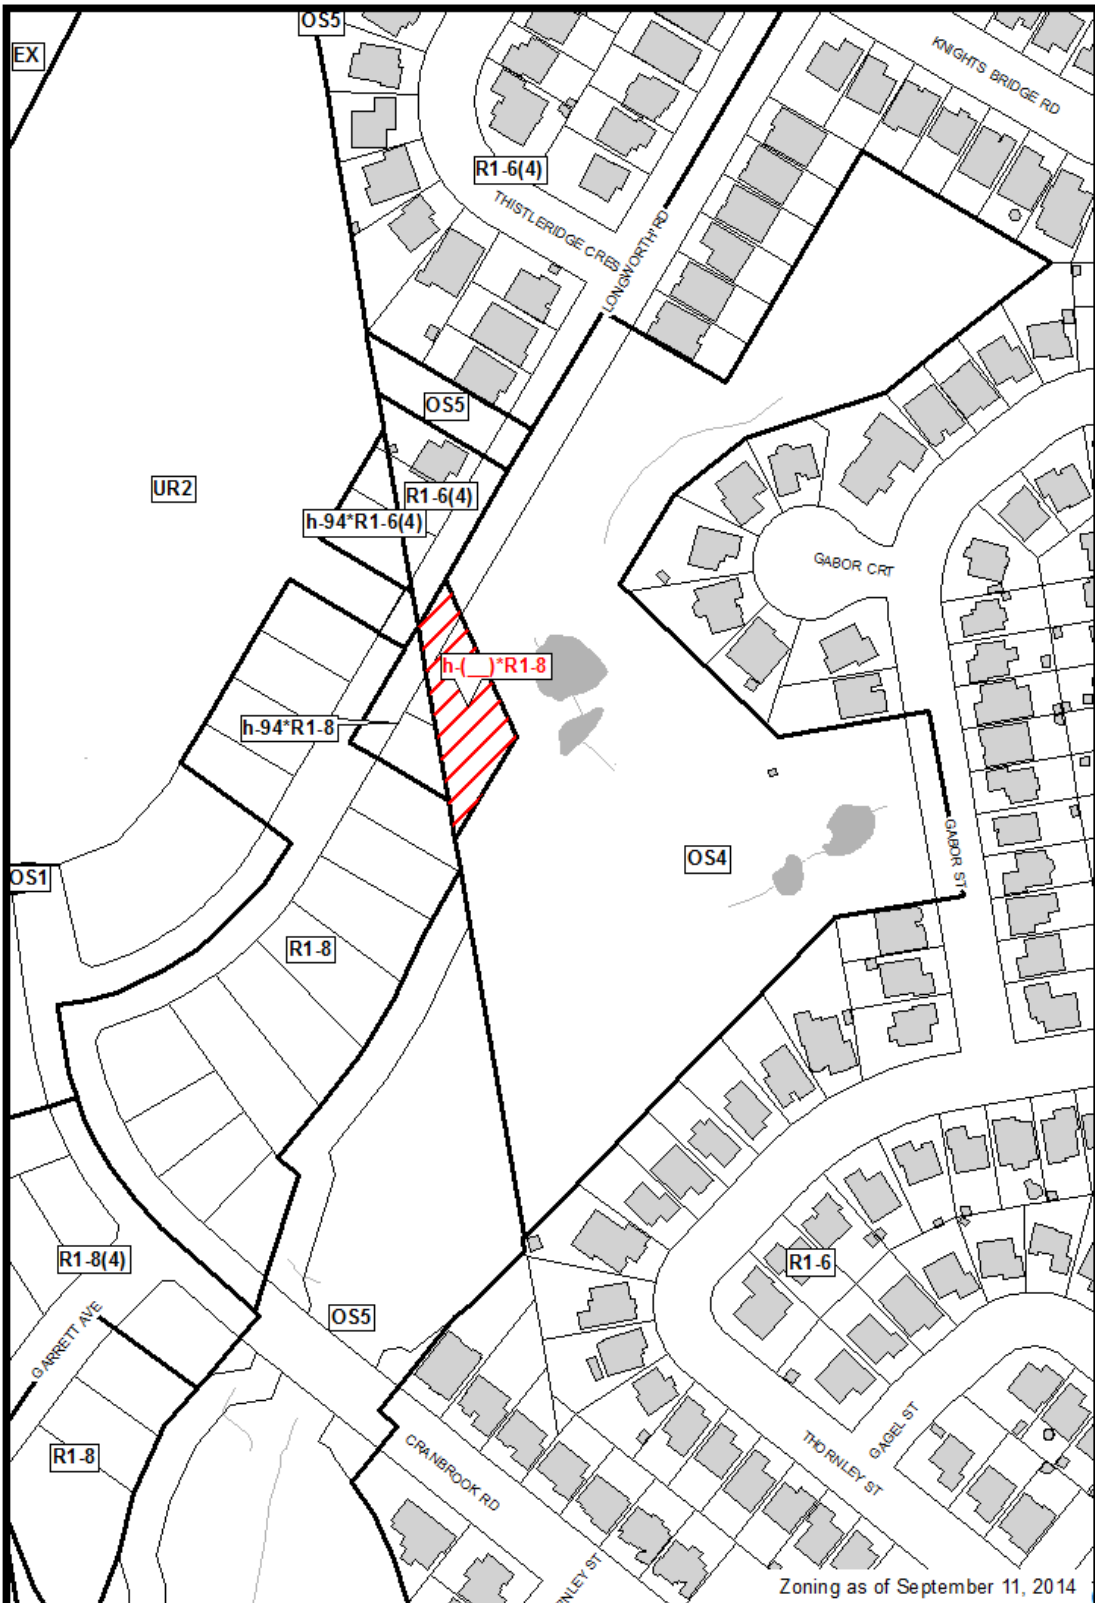 OS5
EX
KNIGHTS BRIDGE RD
R1-6(4)
THISTLERIDGE CRES
LONGWORTH RD
OS5
UR2
R1-6(4)
h-94*R1-6(4)
GABOR CRT
h-(__)*R1-8
h-94*R1-8
GABOR ST
OS4
OS1
R1-8
R1-8(4)
R1-6
OS5
GARRETT AVE
GAGEL ST
THORNLEY ST
R1-8
CRANBROOK RD
NLEY ST
Zoning as of September 11, 2014